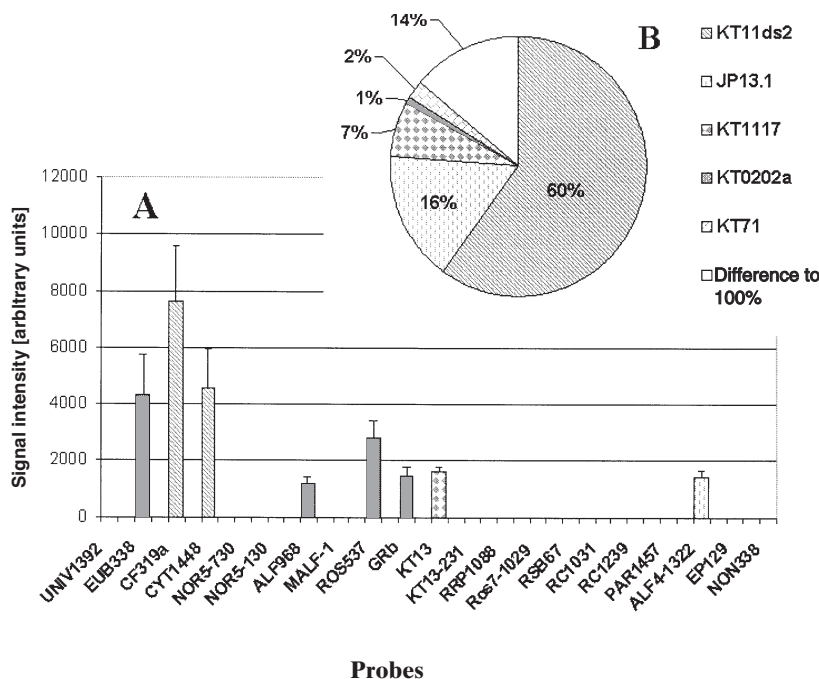 14%
2%
1%
7%
16%
60%
B
KT11ds2
JP13.1
KT1117
KT0202a
KT71
Difference to
100%
A
Signal intensity [arbitrary units]
12000
10000
8000
6000
4000
2000
0
UNIV1392
EUB338
CF319a
CYT1448
NOR5-730
NOR5-130
ALF968
MALF-1
ROS537
GRb
KT13
KT13-231
RRP1088
Ros7-1029
RSB67
RC1031
RC1239
PAR1457
ALF4-1322
EP129
NON338
Probes